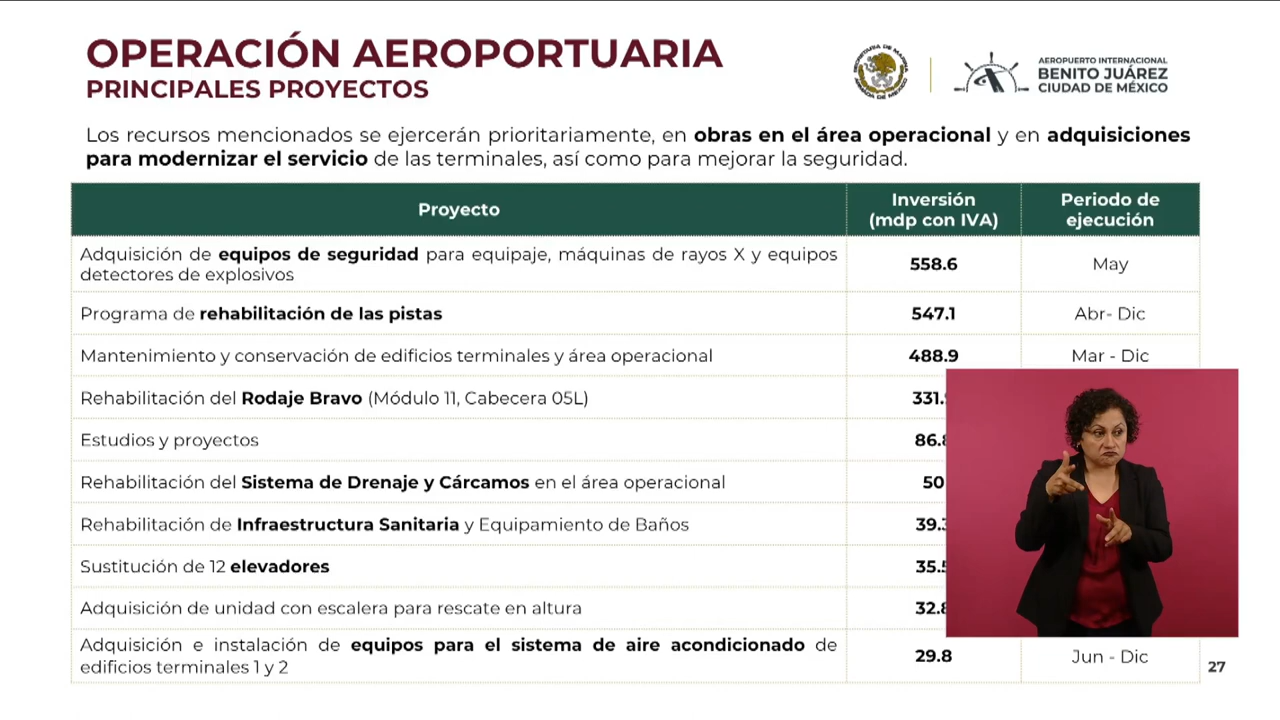 OPERACIÓN AEROPORTUARIA
PRINCIPALES PROYECTOS
AEROPUERTO INTERNACIONAL
BENITO JUÁREZ
CIUDAD DE MÉXICO
Los recursos mencionados se ejercerán prioritariamente, en obras en el área operacional y en adquisiciones
para modernizar el servicio de las terminales, así como para mejorar la seguridad.
Proyecto
Inversión
(mdp con IVA)
Periodo de
ejecución
Adquisición de equipos de seguridad para equipaje, máquinas de rayos X y equipos
detectores de explosivos
558.6
May
Programa de rehabilitación de las pistas
547.1
Abr- Dic
Mantenimiento y conservación de edificios terminales y área operacional
488.9
Mar - Dic
Rehabilitación del Rodaje Bravo (Módulo 11, Cabecera 05L)
Estudios y proyectos
Rehabilitación del Sistema de Drenaje y Cárcamos en el área operacional
Rehabilitación de Infraestructura Sanitaria y Equipamiento de Baños
Sustitución de 12 elevadores
Adquisición de unidad con escalera para rescate en altura
Adquisición e instalación de equipos para el sistema de aire acondicionado de
edificios terminales 1 y 2
29.8
Jun - Dic
27